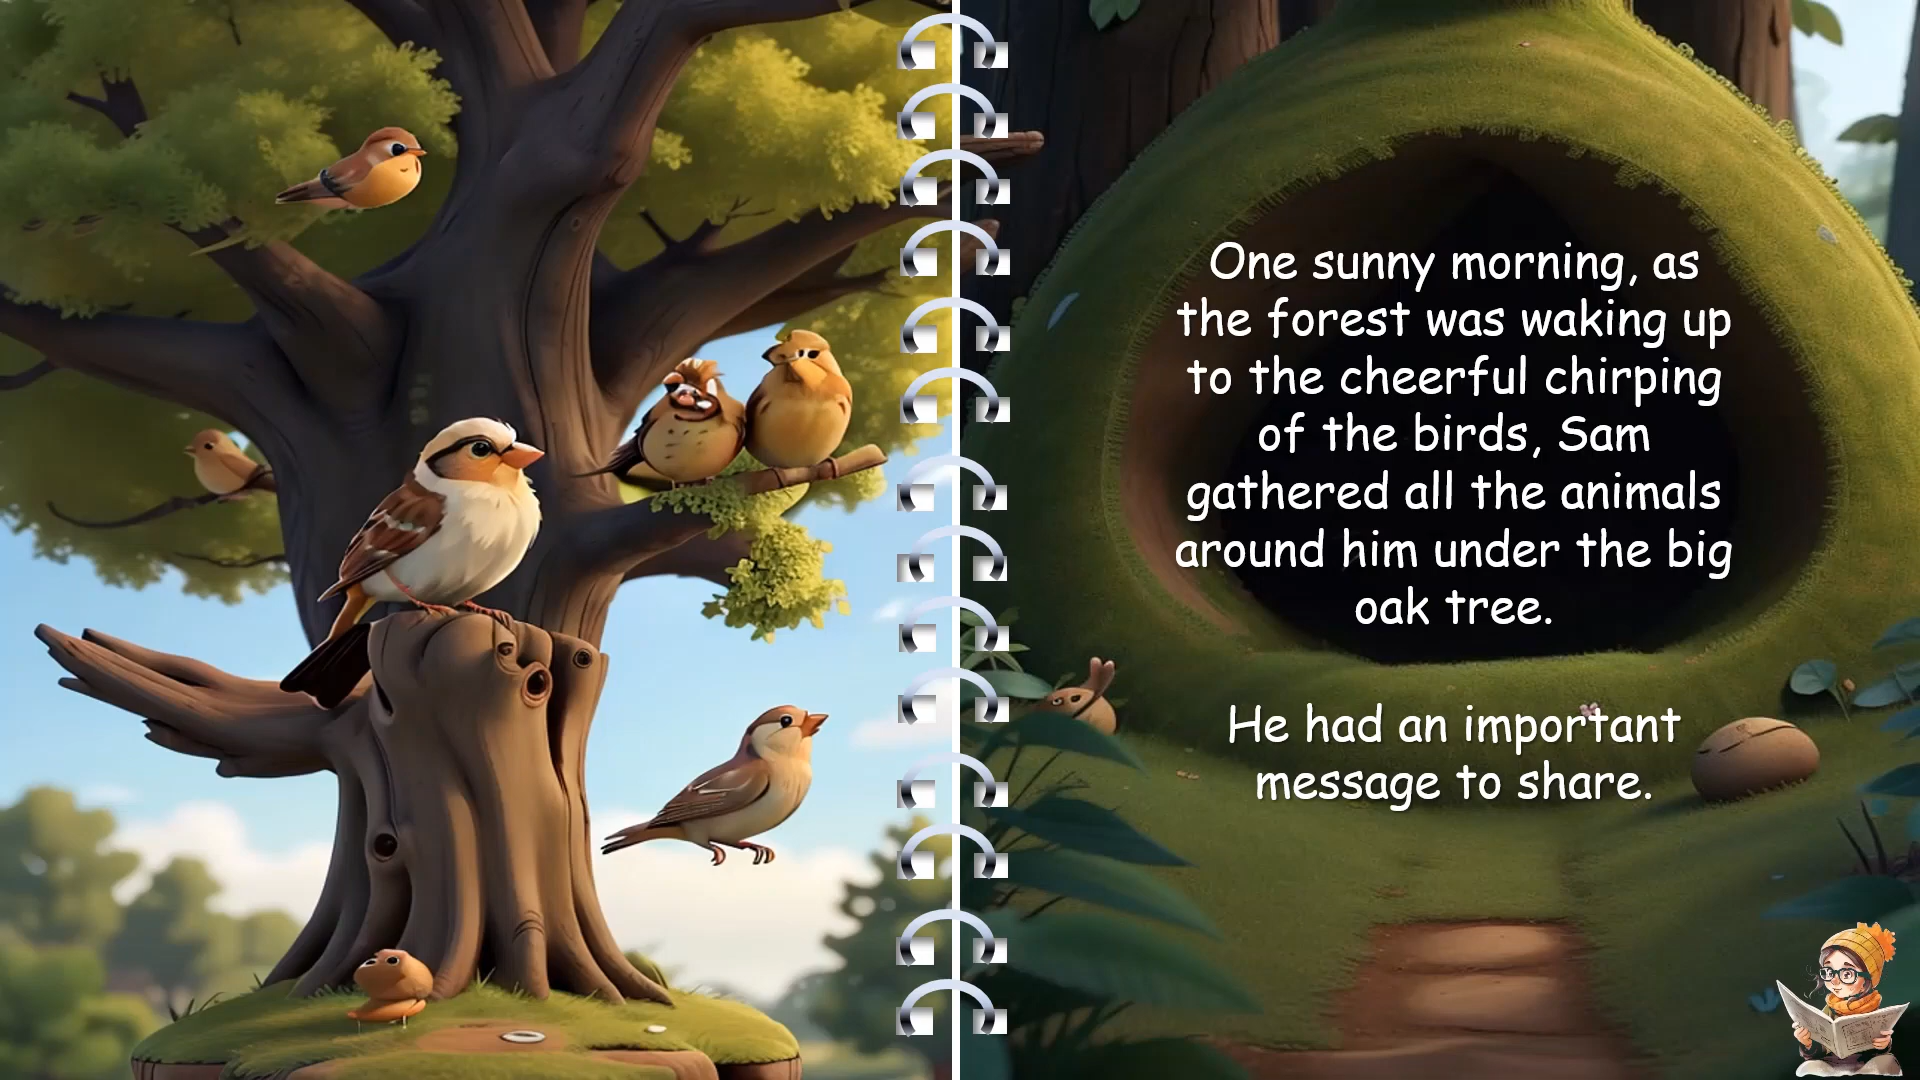 One sunny morning, as
the forest was waking up
to the cheerful chirping
of the birds, Sam
gathered all the animals
around him under the big
oak tree.
He had an important
message to share.